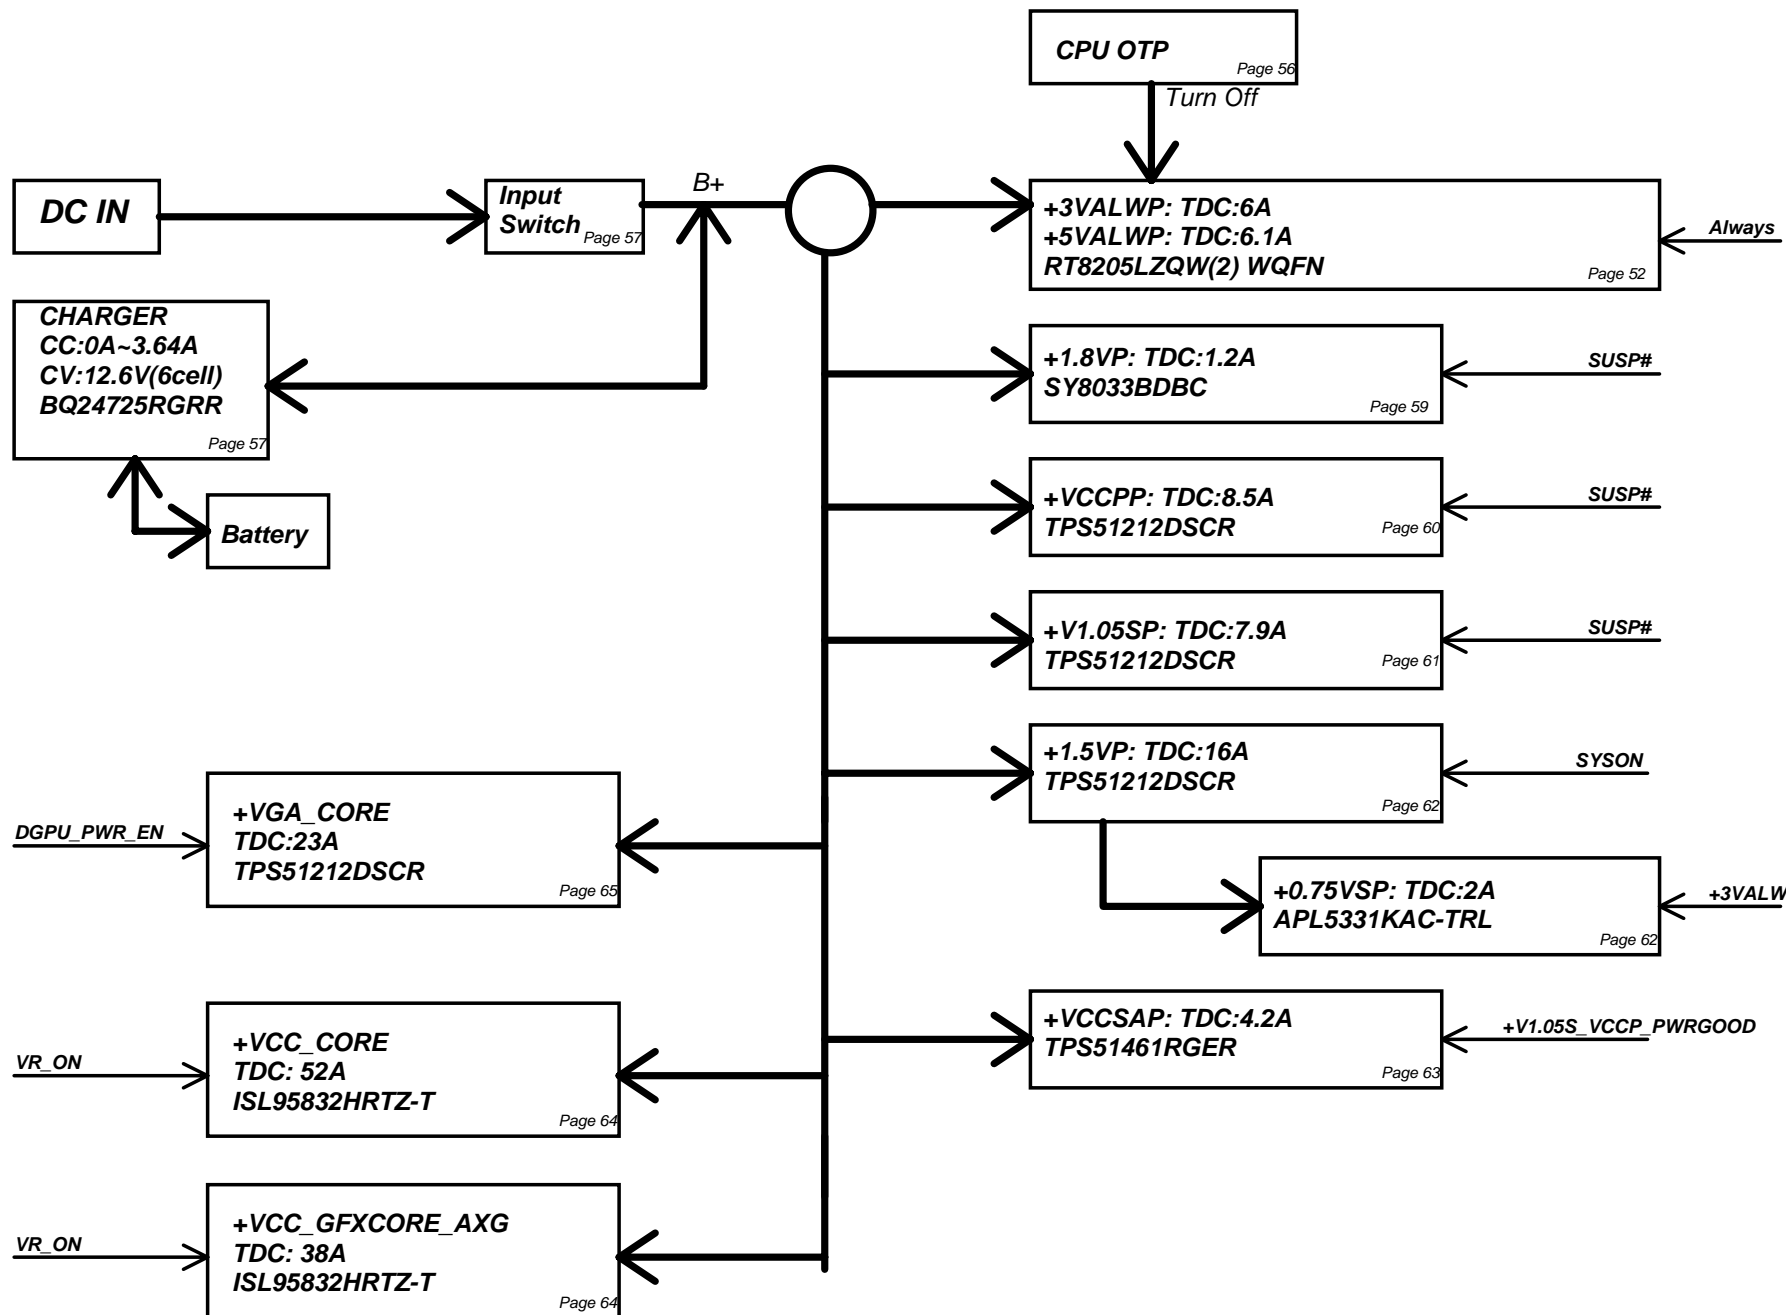 CPU OTP
Page 56
Turn Off
DC IN
Input
Switch
Page 57
B+
+3VALWP: TDC:6A
+5VALWP: TDC:6.1A
RT8205LZQW(2) WQFN
Page 52
Always
CHARGER
CC:0A~3.64A
CV:12.6V(6cell)
BQ24725RGRR
Page 57
Battery
+1.8VP: TDC:1.2A
SY8033BDBC
Page 59
SUSP#
+VCCPP: TDC:8.5A
TPS51212DSCR
Page 60
SUSP#
+V1.05SP: TDC:7.9A
TPS51212DSCR
Page 61
SUSP#
+1.5VP: TDC:16A
TPS51212DSCR
Page 62
SYSON
DGPU_PWR_EN
+VGA_CORE
TDC:23A
TPS51212DSCR
Page 65
+0.75VSP: TDC:2A
APL5331KAC-TRL
Page 62
+3VALW
VR_ON
+VCC_CORE
TDC: 52A
ISL95832HRTZ-T
Page 64
+VCCSAP: TDC:4.2A
TPS51461RGER
Page 63
+V1.05S_VCCP_PWRGOOD
VR_ON
+VCC_GFXCORE_AXG
TDC: 38A
ISL95832HRTZ-T
Page 64